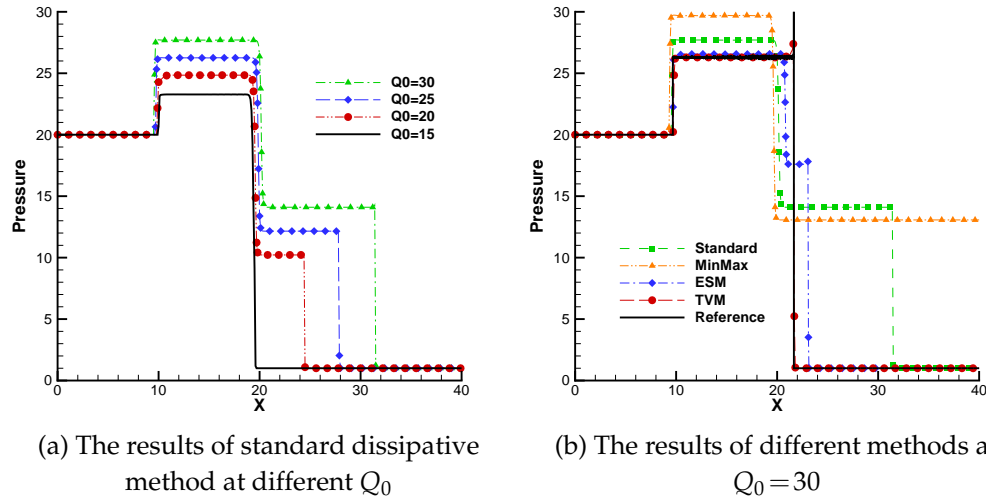 30
25
20
15
10
5
0
Pressure
0
10
20
30
40
X
Q0=30
Q0=25
Q0=20
Q0=15
30
25
20
15
10
5
0
Pressure
0
10
20
30
40
X
Standard
MinMax
ESM
TVM
Reference
(a) The results of standard dissipative
method at different Q0
(b) The results of different methods a
Q0 = 30